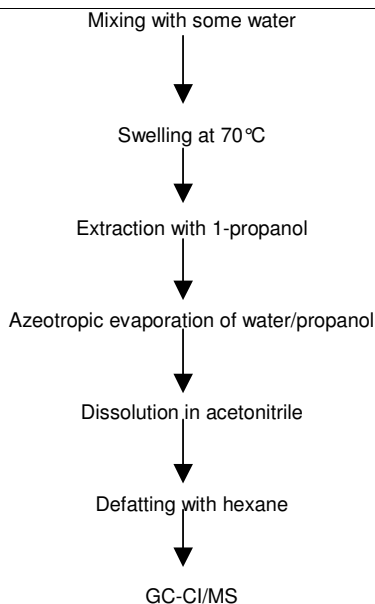 Mixing with some water
Swelling at 70°C
Extraction with 1-propanol
Azeotropic evaporation of water/propanol
Dissolution in acetonitrile
Defatting with hexane
GC-CI/MS